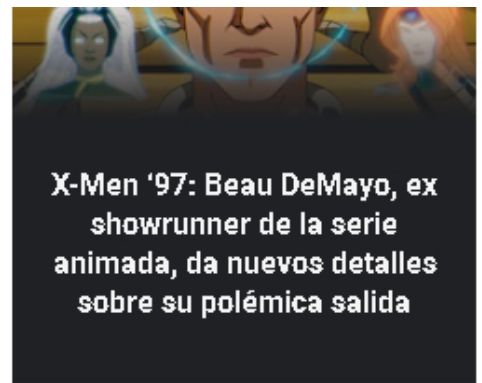 X-Men ‘97: Beau DeMayo, ex
showrunner de la serie
animada, da nuevos detalles
sobre su polémica salida